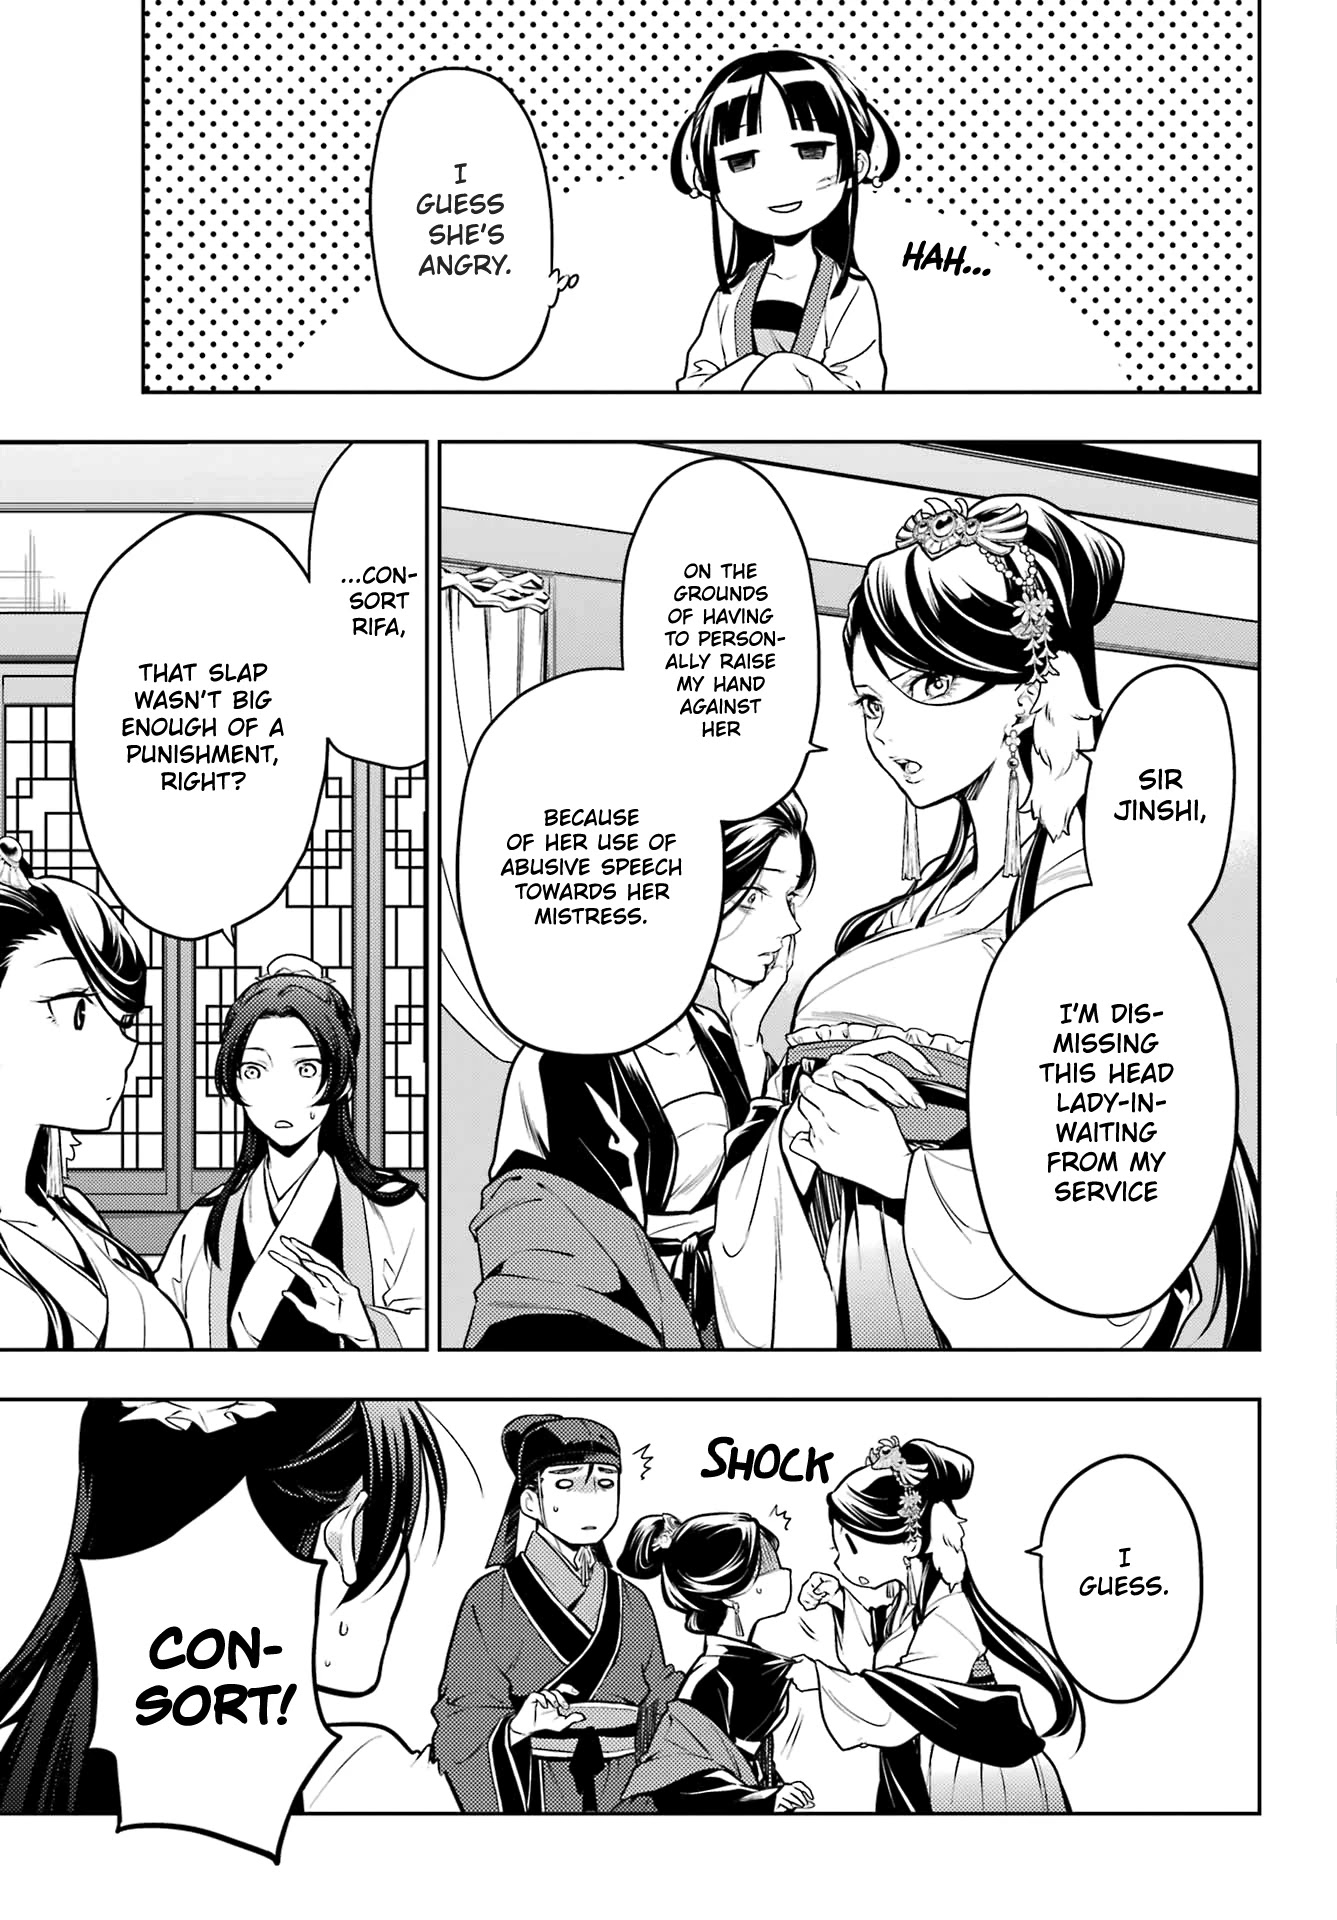 I
GUESS
SHE'S
ANGRY.
HAH...
SIR
JINSHI,
I'M DIS-
MISSING
THIS HEAD
LADY-IN-
WAITING
FROM MY
SERVICE
ON THE
GROUNDS
OF HAVING
TO PERSON-
ALLY RAISE
MY HAND
AGAINST
HER
BECAUSE
OF HER USE OF
ABUSIVE SPEECH
TOWARDS HER
MISTRESS.
...CON-
SORT
RIFA,
THAT SLAP
WASN'T BIG
ENOUGH OF A
PUNISHMENT,
RIGHT?
I
GUESS.
SHOCK
CON-
SORT!